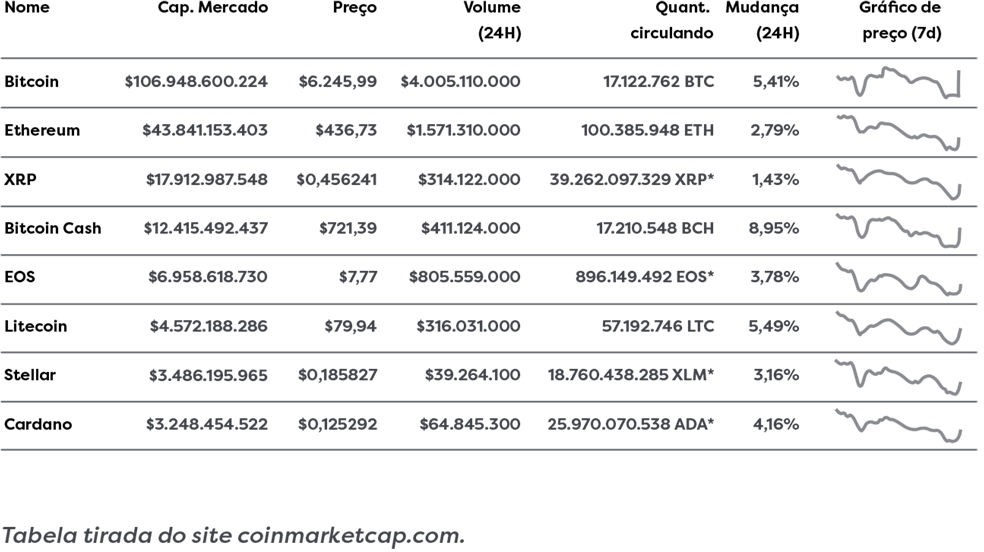 Nome Cap. Mercado Preço Volume (24H) Quant. circulando Mudança (24H) Gráfico de preço (7d)
Bitcoin $106.948.600.224 $6.245,99 $4.005.110.000 17.122.762 BTC 5,41%
Ethereum $43.841.153.403 $436,73 $1.571.310.000 100.385.948 ETH 2,79%
XRP $17.912.987.548 $0,456241 $314.122.000 39.262.097.329 XRP* 1,43%
Bitcoin Cash $12.415.492.437 $721,39 $411.124.000 17.210.548 BCH 8,95%
EOS $6.958.618.730 $7,77 $805.559.000 896.149.492 EOS* 3,78%
Litecoin $4.572.188.286 $79,94 $316.031.000 57.192.746 LTC 5,49%
Stellar $3.486.195.965 $0,185827 $39.264.100 18.760.438.285 XLM* 3,16%
Cardano $3.248.454.522 $0,125292 $64.845.300 25.970.070.538 ADA* 4,16%
Tabela tirada do site coinmarketcap.com.